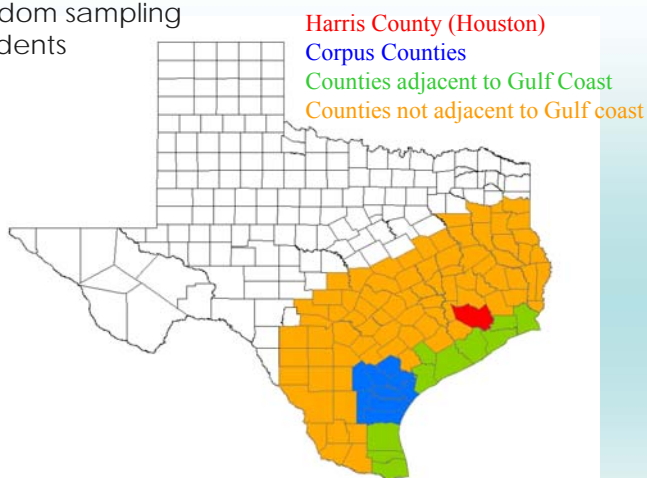 dom sampling
dents
Harris County (Houston)
Corpus Counties
Counties adjacent to Gulf Coast
Counties not adjacent to Gulf coast